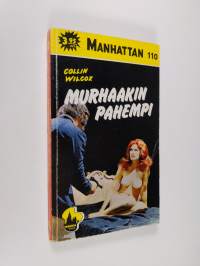 MANHATTAN 110
COLLIN
WILCOX
MURHAAKIN
PAHEMPI